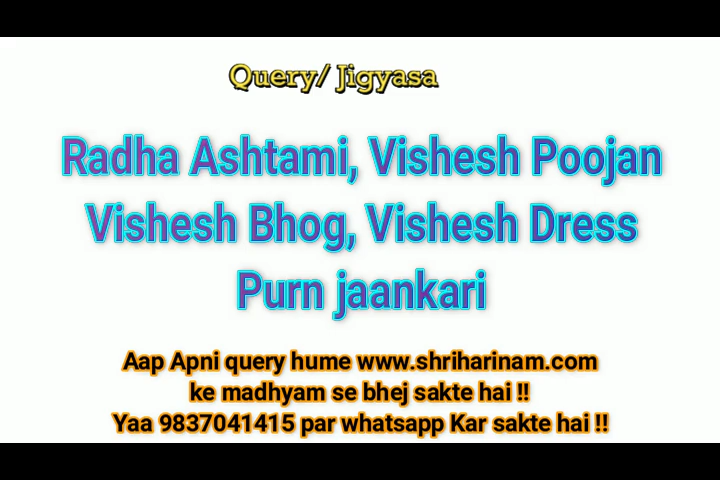 Query/ Jigyasa
Radha Ashtami, Vishesh Poojan
Vishesh Bhog, Vishesh Dress
Purn jaankari
Aap Apni query hume www.shriharinam.com
ke madhyam se bhej sakte hai !!
Yaa 9837041415 par whatsapp Kar sakte hai !!